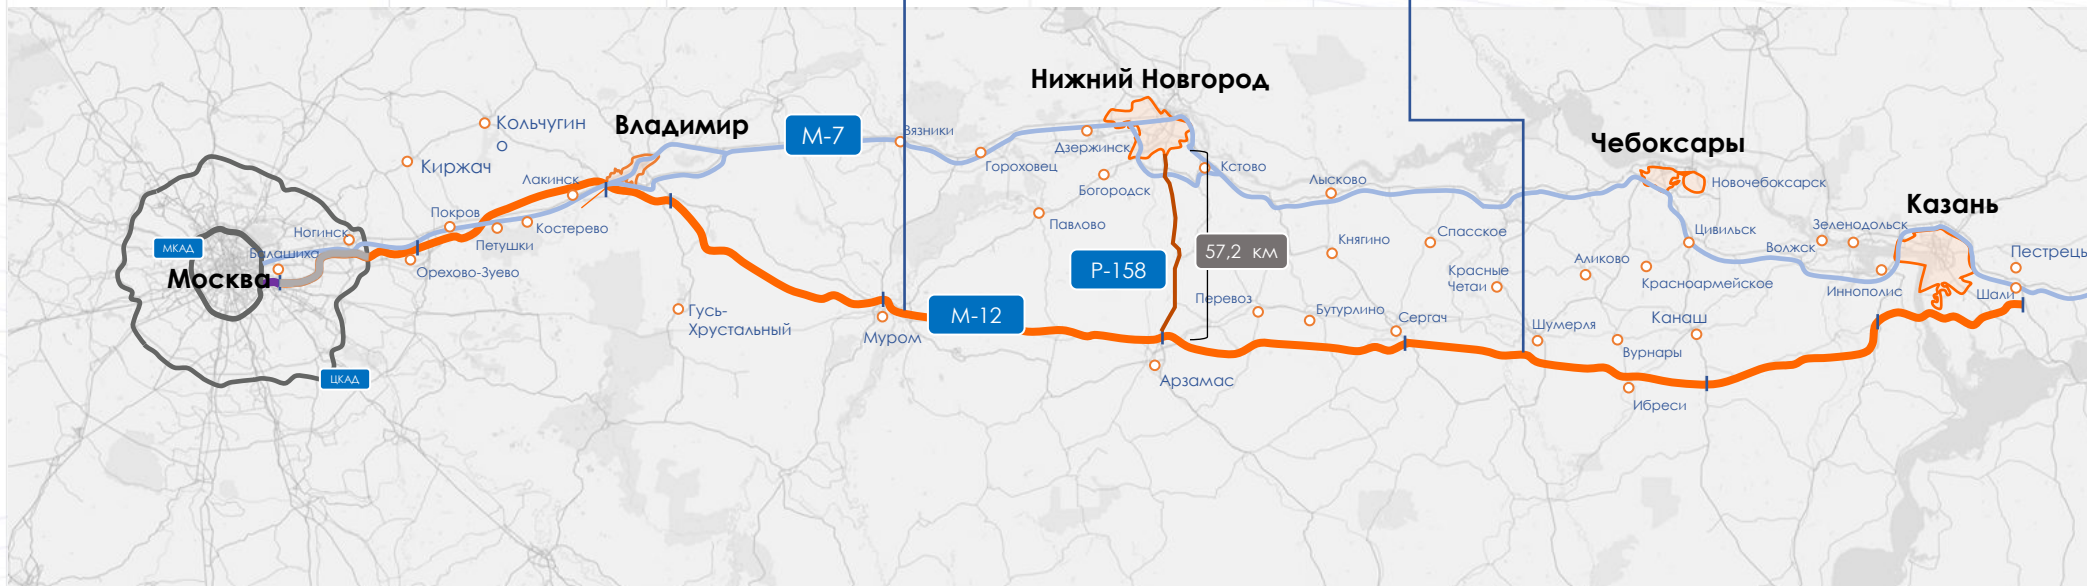 Нижний Новгород
Кольчугин
Владимир
М-7
Вязники
Чебоксары
Киржач
Дзержинск
Гороховец
Кстово
Лакинск
Богородск
Лысково
Новочебоксарск
Казань
Покров
Павлово
Ногинск
Петушки
Костерево
Княгино
Спасское
Цивильск
Зеленодольск
Волжск
Пестрецы
МКАД
Балашиха
57,2 км
Москва
Орехово-Зуево
Р-158
Красные
Четаи
Аликово
Красноармейское
Иннополис
Шали
Перевоз
Гусь-
Хрустальный
М-12
Бутурлино
Сергач
Канаш
Шумерля
Муром
Вурнары
ЦКАД
Арзамас
Ибреси